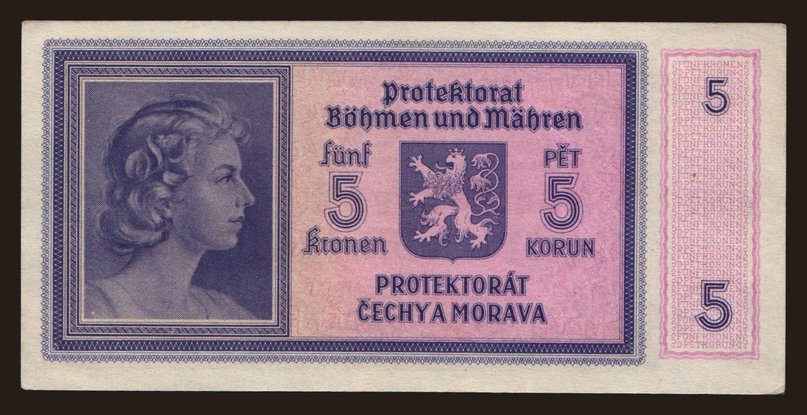 Protektorat
Böhmen und Mähren
fünf
PĚT
5
5
Kronen
KORUN
PROTEKTORÁT
ČECHY A MORAVA
5
5